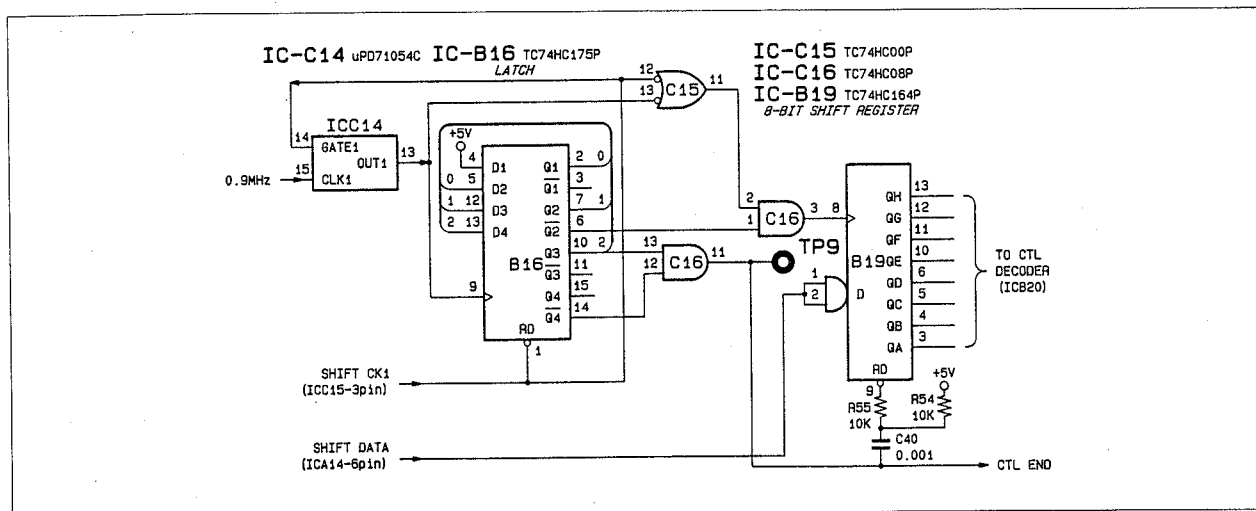 IC-C14 uPD71054C IC-B16 TC74HC175P
LATCH
IC-C15 TC74HC00P
IC-C16 TC74HC08P
IC-B19 TC74HC164P
8-BIT SHIFT REGISTER
12
13
C15
11
ICC14
14
GATE1
OUT1
13
15
CLK1
0.9MHz
+5V
4
D1
0
5
D2
1
12
D3
2
13
D4
Q1
2
0
Q1
3
Q2
7
1
Q2
6
Q3
10
2
Q3
11
Q4
15
Q4
14
B16
9
RD
1
13
12
C16
11
2
1
C16
3
8
TP9
B19
1
2
D
QH
13
QG
12
QF
11
QE
10
QD
6
QC
5
QB
4
QA
3
RD
9
TO CTL
DECODER
(ICB20)
+5V
R55
10K
R54
10K
C40
0.001
SHIFT CK1
(ICC15-3pin)
SHIFT DATA
(ICA14-6pin)
CTL END